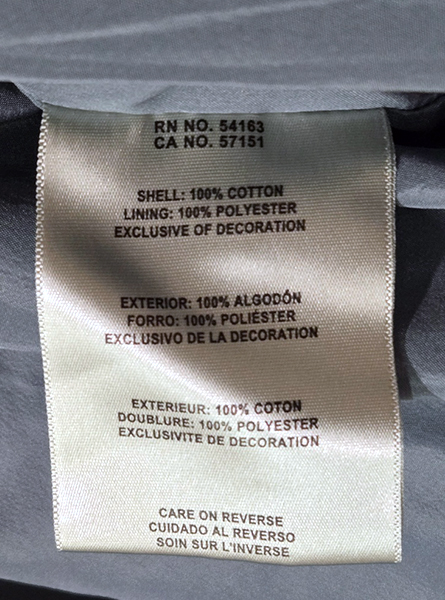 RN NO. 54163
CA NO. 57151
SHELL: 100% COTTON
LINING: 100% POLYESTER
EXCLUSIVE OF DECORATION
EXTERIOR: 100% ALGODÓN
FORRO: 100% POLIÉSTER
EXCLUSIVO DE LA DECORATION
EXTERIEUR: 100% COTON
DOUBLURE: 100% POLYESTER
EXCLUSIVITE DE DECORATION
CARE ON REVERSE
CUIDADO AL REVERSO
SOIN SUR L'INVERSE